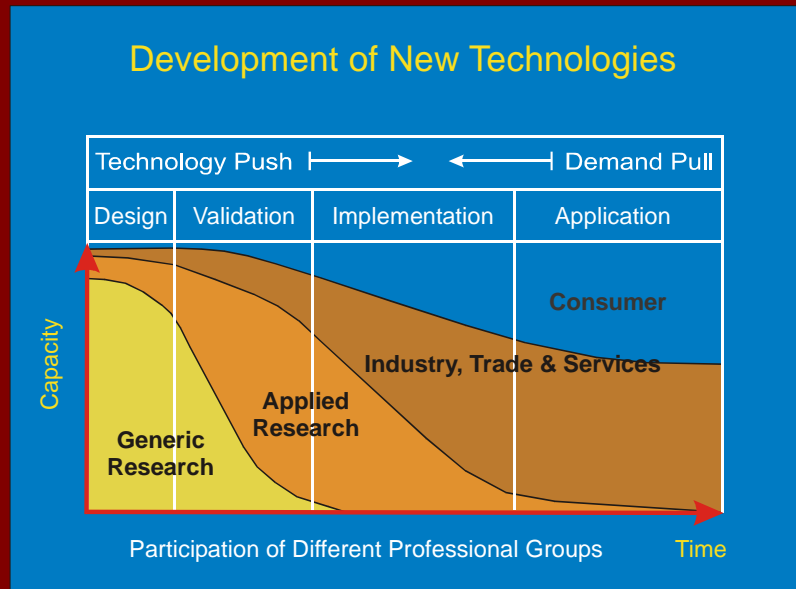 Development of New Technologies
Technology Push Demand Pull
Design Validation Implementation Application
Consumer
Industry, Trade & Services
Applied
Research
Generic
Research
Capacity
Participation of Different Professional Groups Time